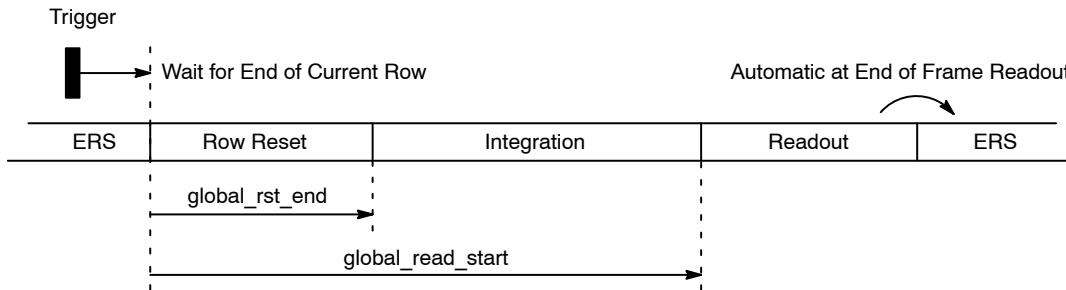 Trigger
Wait for End of Current Row
Automatic at End of Frame Readout
ERS
Row Reset
Integration
Readout
ERS
global_rst_end
global_read_start